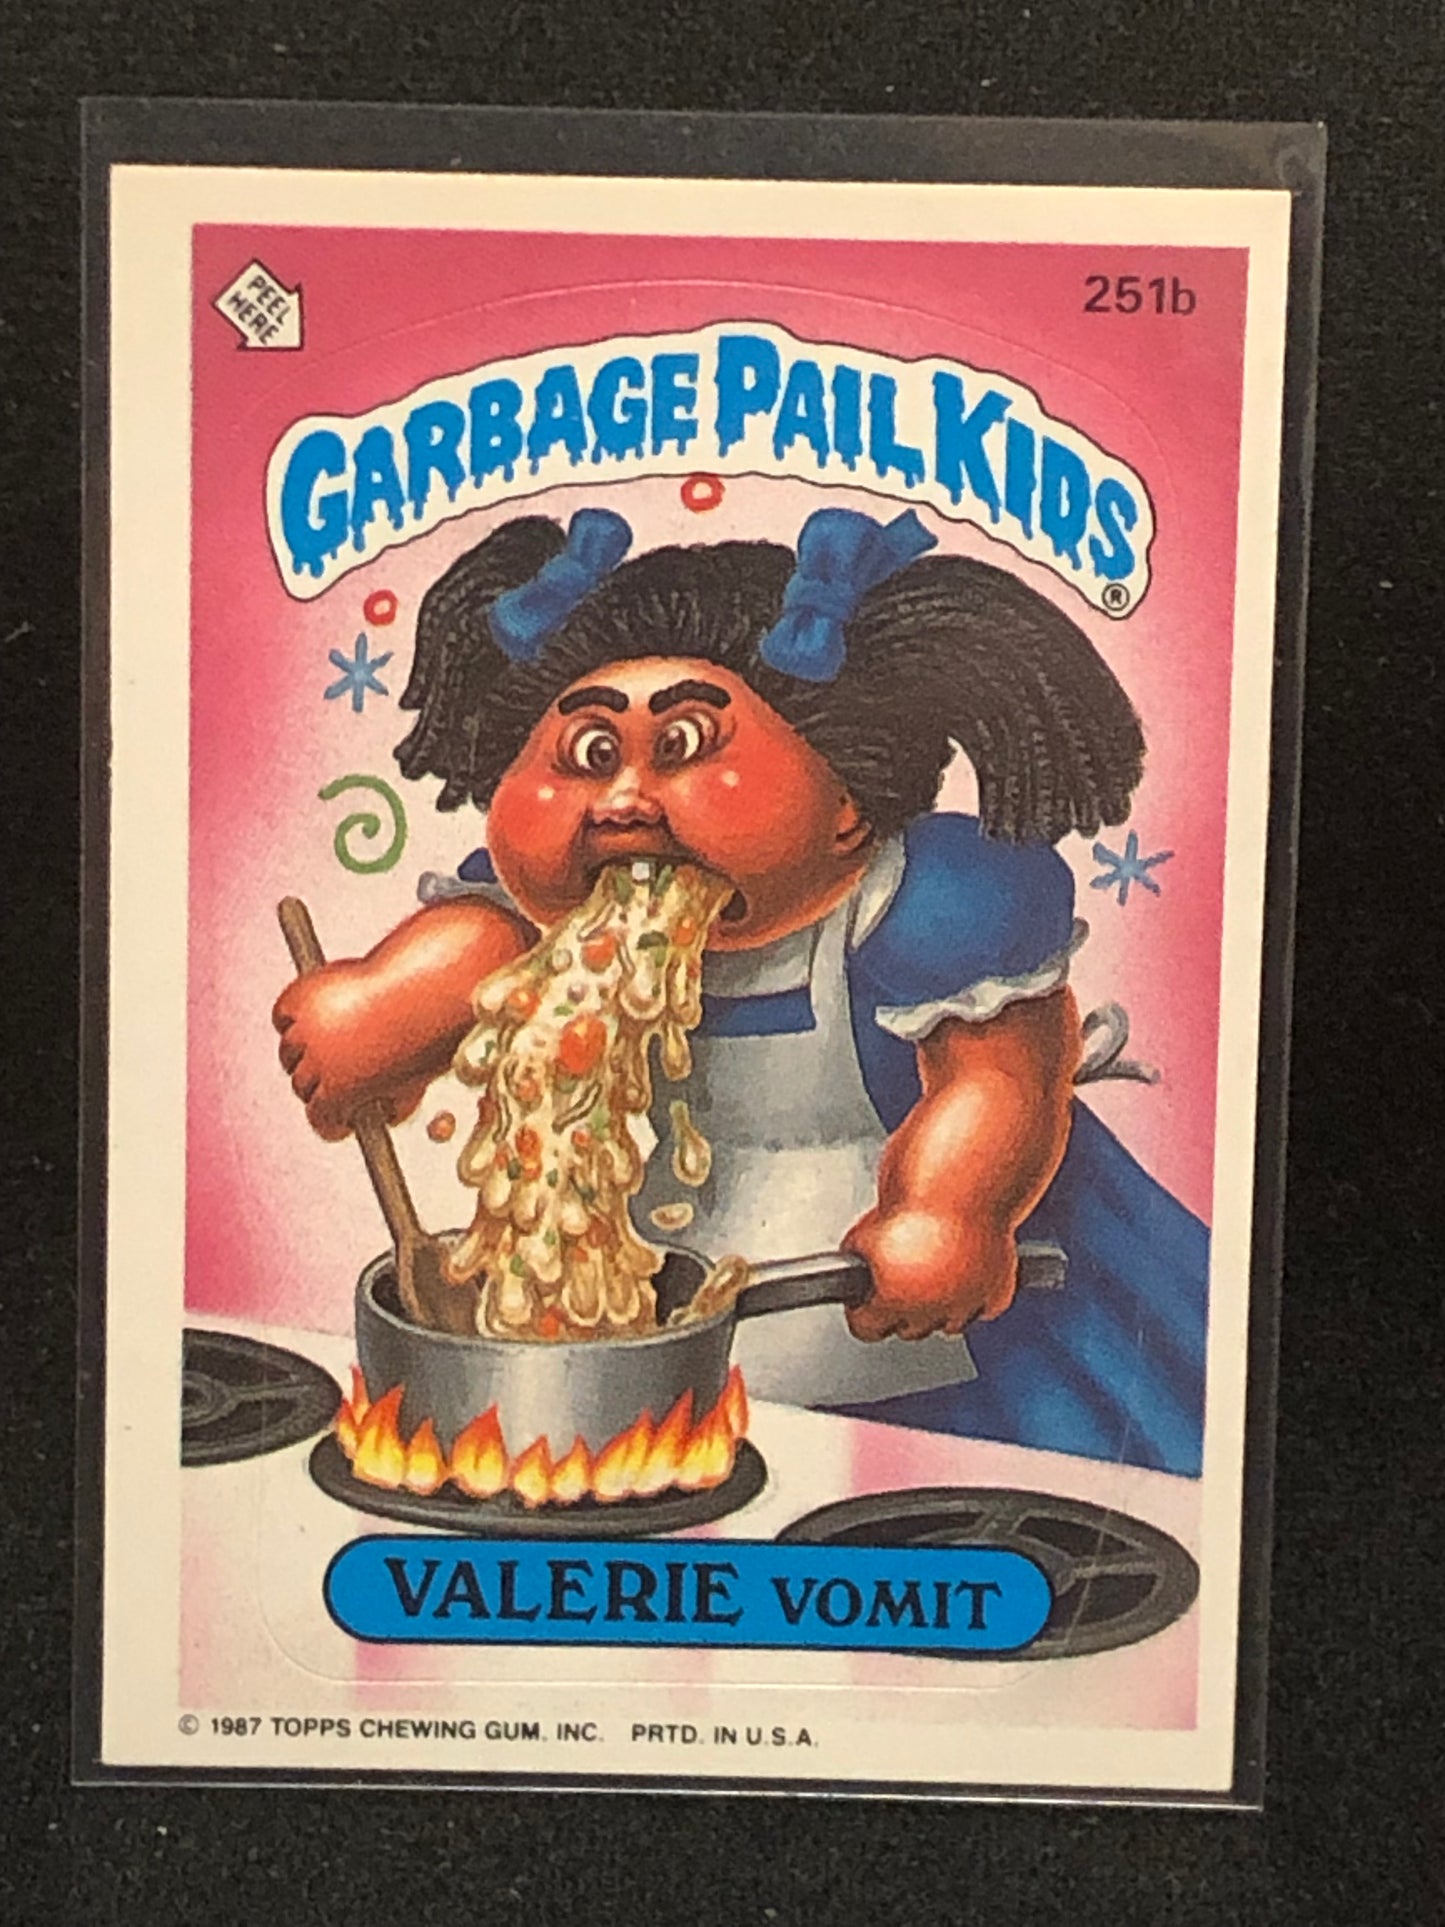 PEEL
HERE
251b
GARBAGE PAIL KIDS
®
VALERIE VOMIT
© 1987 TOPPS CHEWING GUM, INC. PRTD. IN U.S.A.